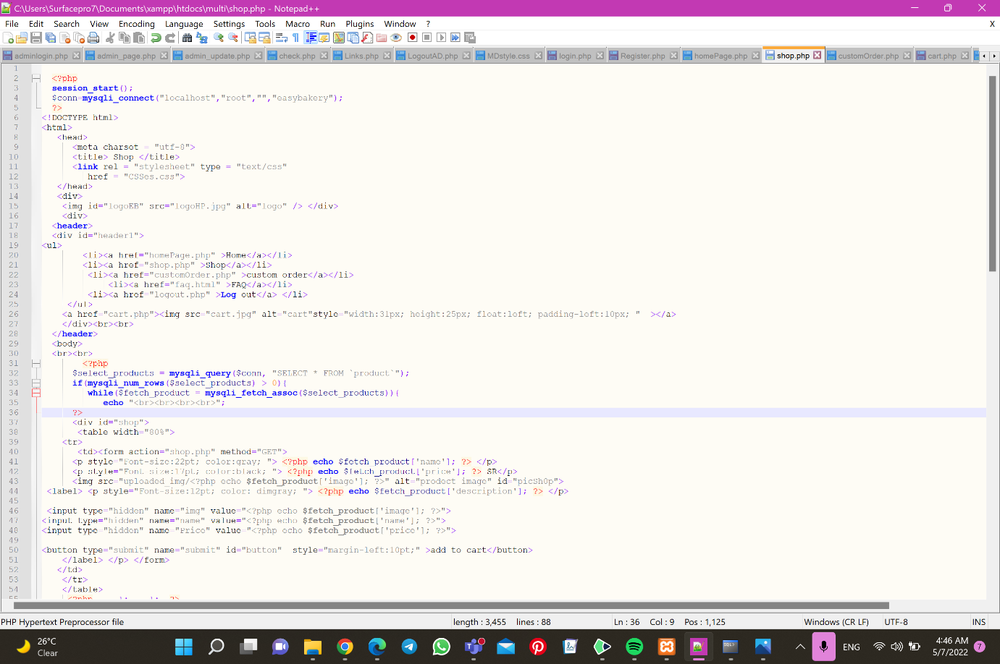 C:\Users\Surfacepro7\Documents\xampp\htdocs\multi\shop.php - Notepad++
File Edit Search View Encoding Language Settings Tools Macro Run Plugins Window ? X
adminlogin.php admin_page.php admin_update.php check.php Links.php LogoutAD.php MDstyle.css login.php Register.php homePage.php shop.php customOrder.php cart.php
1
2 <?php
3 session_start();
4 $conn=mysqli_connect("localhost","root","","easybakery");
5 ?>
6 <!DOCTYPE html>
7 <html>
8 <head>
9 <meta charset = "utf-8">
10 <title> Shop </title>
11 <link rel = "stylesheet" type = "text/css"
12 href = "CSSes.css">
13 </head>
14 <div>
15 <img id="logoEB" src="logoHP.jpg" alt="logo" /> </div>
16 <div>
17 <header>
18 <div id="header1">
19 <ul>
20 <li><a href="homePage.php" >Home</a></li>
21 <li><a href="shop.php" >Shop</a></li>
22 <li><a href="customOrder.php" >custom order</a></li>
23 <li><a href="faq.html" >FAQ</a></li>
24 <li><a href="logout.php" >Log out</a> </li>
25 </ul>
26 <a href="cart.php"><img src="cart.jpg" alt="cart"style="width:31px; height:25px; float:left; padding-left:10px; " ></a>
27 </div><br><br>
28 </header>
29 <body>
30 <br><br>
31 <?php
32 $select_products = mysqli_query($conn, "SELECT * FROM `product`");
33 if(mysqli_num_rows($select_products) > 0){
34 while($fetch_product = mysqli_fetch_assoc($select_products)){
35 echo "<br><br><br><br>";
36 ?>
37 <div id="shop">
38 <table width="80%">
39 <tr>
40 <td><form action="shop.php" method="GET">
41 <p style="Font-size:22pt; color:gray; "> <?php echo $fetch_product['name']; ?> </p>
42 <p style="Font-size:17pt; color:black; "> <?php echo $fetch_product['price']; ?> SR</p>
43 <img src="uploaded_img/<?php echo $fetch_product['image']; ?>" alt="prodect image" id="picSh0p">
44 <label> <p style="Font-size:12pt; color: dimgray; "> <?php echo $fetch_product['description']; ?> </p>
45
46 <input type="hidden" name="img" value="<?php echo $fetch_product['image']; ?>">
47 <input type="hidden" name="name" value="<?php echo $fetch_product['name']; ?>">
48 <input type="hidden" name="Price" value="<?php echo $fetch_product['price']; ?>">
49
50 <button type="submit" name="submit" id="button" style="margin-left:10pt;" >add to cart</button>
51 </label> </p> </form>
52 </td>
53 </tr>
54 </table>
PHP Hypertext Preprocessor file length : 3,455 lines : 88 Ln : 36 Col : 9 Pos : 1,125 Windows (CR LF) UTF-8 INS
26°C
Clear
ENG
4:46 AM
5/7/2022
7